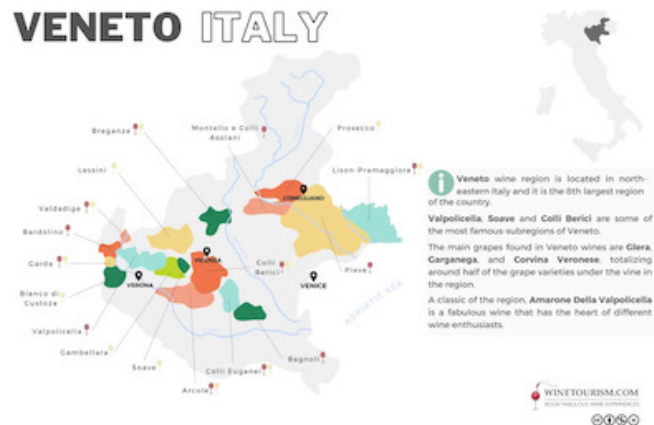 VENETO ITALY
Braganze
Montello e Colli
Asolani
Prosecco
Lison Pramaggiore
Lessini
Valdadige
Bardolino
Garda
Bianco di
Custoza
Valpolicella
Gambellara
Soave
Arcole
Colli Euganei
Bagnoli
Colli
Berici
Piave
CONEGLIANO
VICENZA
VERONA
VENICE
ADRIATIC SEA
i
Veneto wine region is located in north-
eastern Italy and it is the 8th largest region
of the country.
Valpolicella, Soave and Colli Berici are some of
the most famous subregions of Veneto.
The main grapes found in Veneto wines are Glera,
Garganega, and Corvina Veronese, totalizing
around half of the grape varieties under the vine in
the region.
A classic of the region, Amarone Della Valpolicella
is a fabulous wine that has the heart of different
wine enthusiasts.
WINETOURISM.COM
BOOK FABULOUS WINE EXPERIENCES